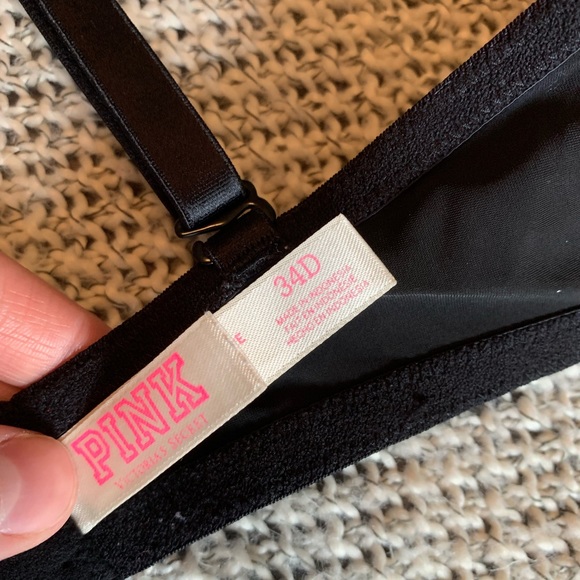 34D
MADE IN INDONESIA
FAIT EN INDONESIE
HECHO EN INDONESIA
E
PINK
VICTORIA'S SECRET